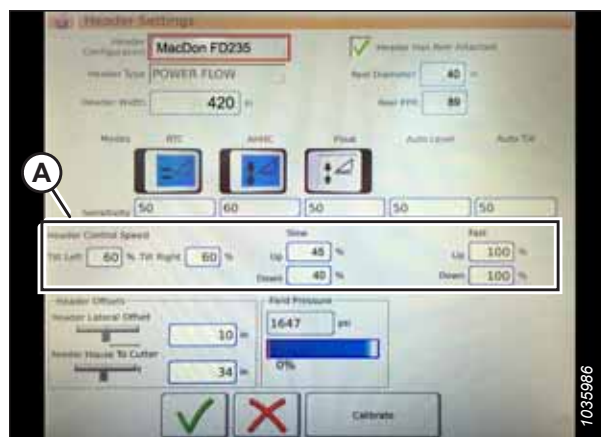 Header Settings
Header Configuration MacDon FD235
Header Has Reel Attached
Header Type POWER FLOW
Reel Diameter 40 in
Header Width 420 in
Reel PPR 89
Modes RTC AHHC Float Auto Level Auto Tilt
Sensitivity 50 60 50 50 50
A
Header Control Speed
Slow
Fast
Tilt Left 60 % Tilt Right 60 %
Up 45 %
Up 100 %
Down 40 %
Down 100 %
Header Offsets
Header Lateral Offset
10
Feeder House To Cutter
34
Field Pressure
1647 psi
0%
Calibrate
1035986